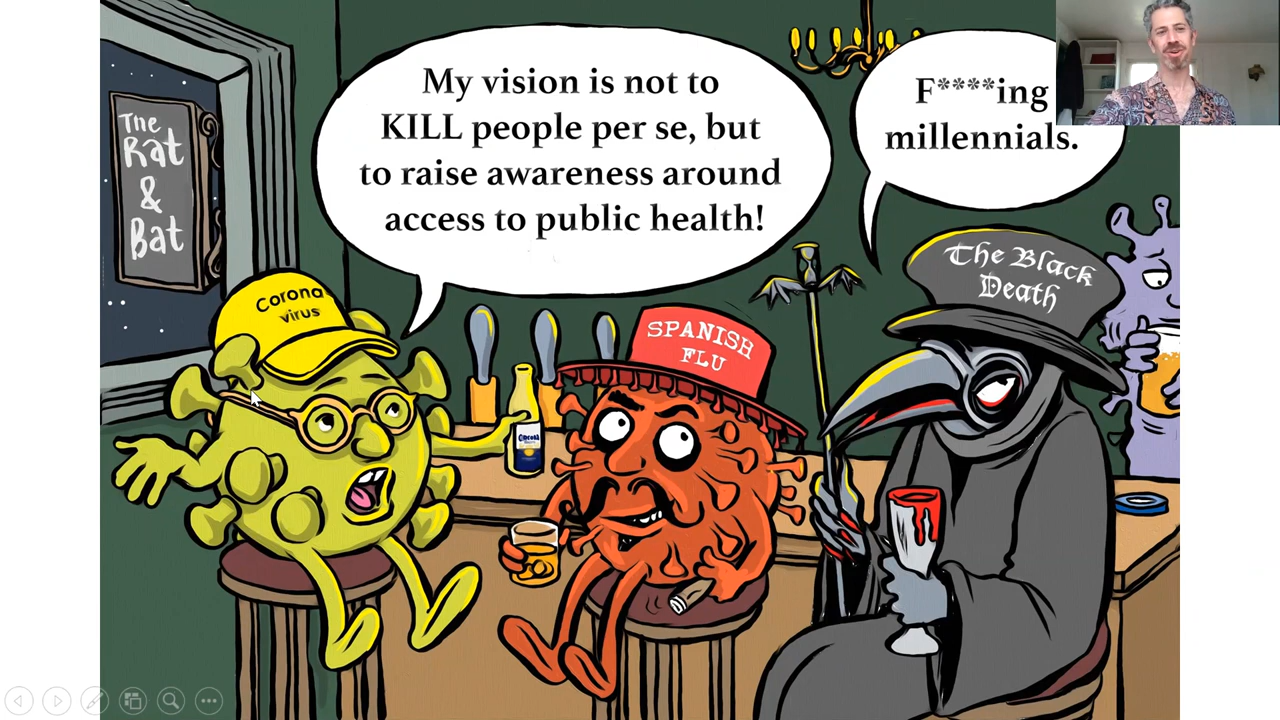 The
Rat
&
Bat
My vision is not to
KILL people per se, but
to raise awareness around
access to public health!
F****ing
millennials.
Corona
virus
SPANISH
FLU
The Black
Death
Corona